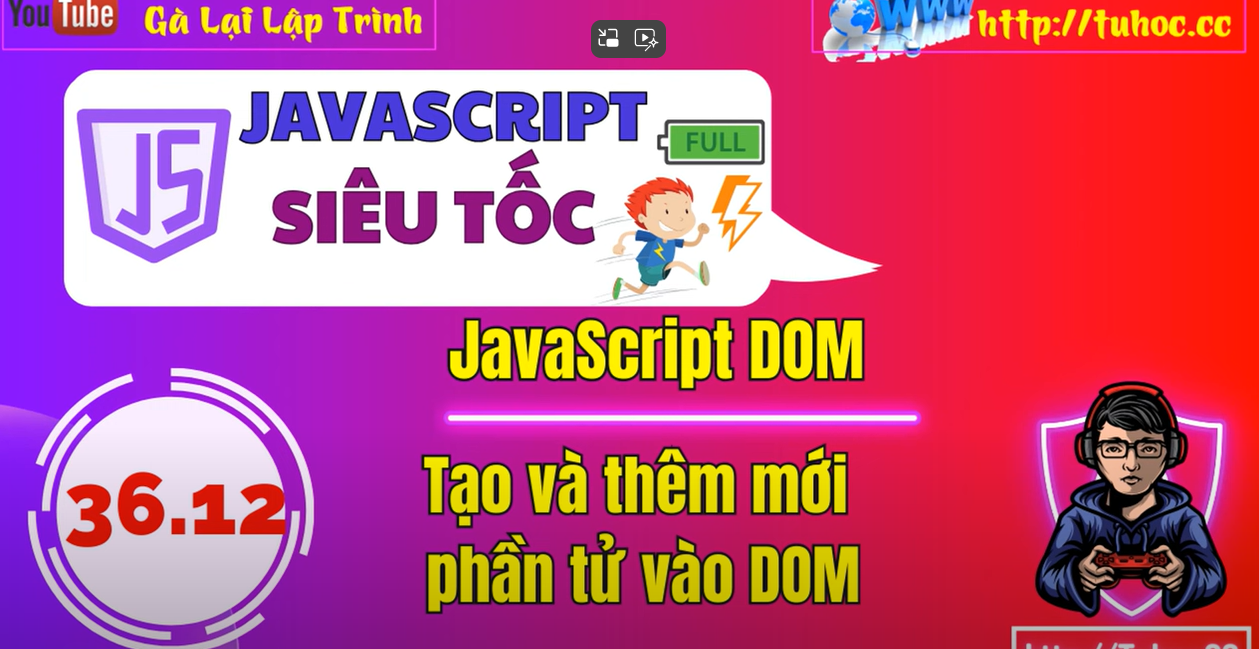 YouTube
Gà Lại Lập Trình
WWW
http://tuhoc.cc
JS
JAVASCRIPT
FULL
SIÊU TỐC
JavaScript DOM
36.12
Tạo và thêm mới
phần tử vào DOM